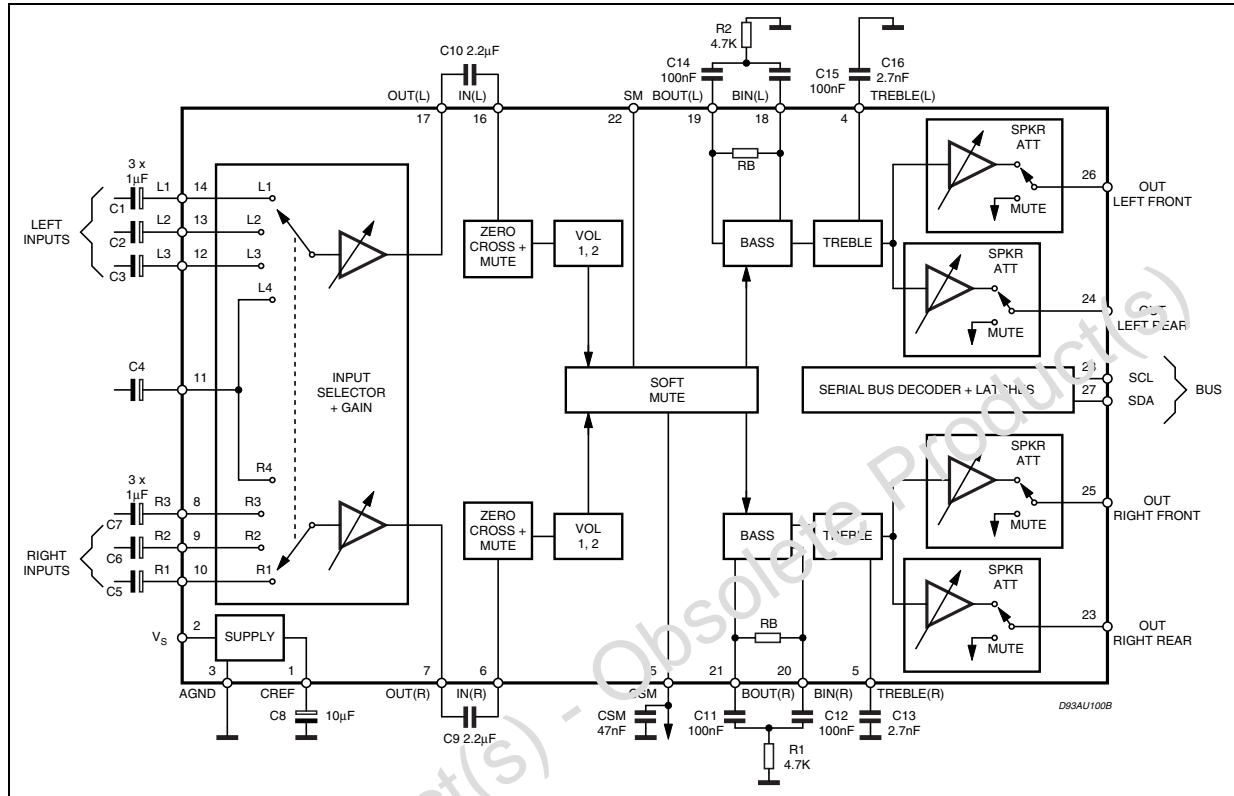 R2
4.7K
C10 2.2μF
C14
100nF
C15
100nF
C16
2.7nF
OUT(L)
IN(L)
SM
BOUT(L)
BIN(L)
TREBLE(L)
17
16
22
19
18
4
3 x
1μF
L1
14
L1
C1
L2
13
L2
C2
L3
12
L3
C3
L4
LEFT
INPUTS
RB
SPKR
ATT
MUTE
26
OUT
LEFT FRONT
ZERO
CROSS +
MUTE
VOL
1, 2
BASS
TREBLE
SPKR
ATT
MUTE
24
OUT
LEFT REAR
C4
11
INPUT
SELECTOR
+ GAIN
SOFT
MUTE
SERIAL BUS DECODER + LATCHES
28
SCL
27
SDA
BUS
R4
3 x
1μF
R3
8
R3
C7
R2
9
R2
C6
R1
10
R1
C5
RIGHT
INPUTS
ZERO
CROSS +
MUTE
VOL
1, 2
BASS
TREBLE
SPKR
ATT
MUTE
25
OUT
RIGHT FRONT
SPKR
ATT
MUTE
23
OUT
RIGHT REAR
RB
VS
2
SUPPLY
3
1
7
6
21
20
5
AGND
CREF
OUT(R)
IN(R)
CSM
BOUT(R)
BIN(R)
TREBLE(R)
C8
10μF
C9 2.2μF
CSM
47nF
C11
100nF
C12
100nF
C13
2.7nF
R1
4.7K
D93AU100B
Obsolete Product(s)
ct(s) -